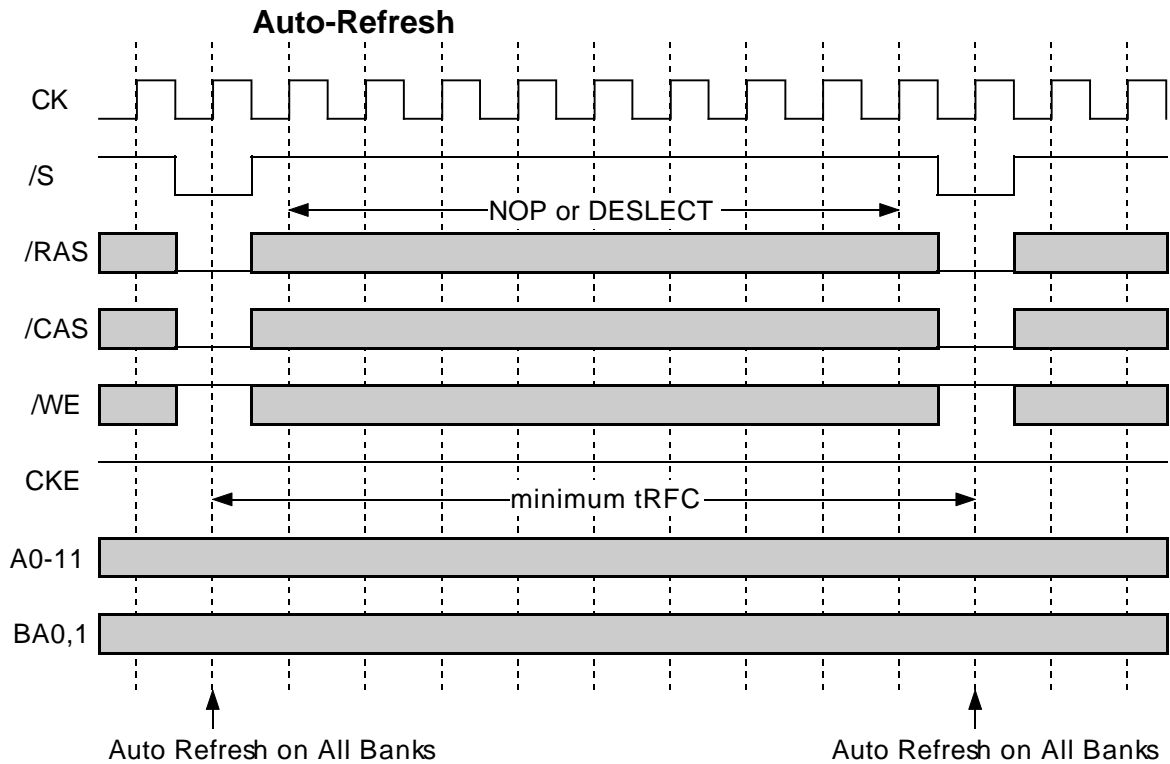 Auto-Refresh
CK
/S
NOP or DESLECT
/RAS
/CAS
/WE
CKE
minimum tRFC
A0-11
BA0,1
Auto Refresh on All Banks
Auto Refresh on All Banks